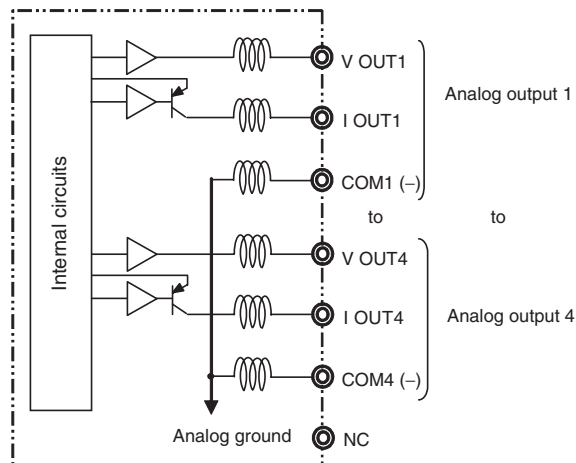 V OUT1
Analog output 1
I OUT1
COM1 (–)
to
to
Internal circuits
V OUT4
I OUT4
Analog output 4
COM4 (–)
Analog ground
NC